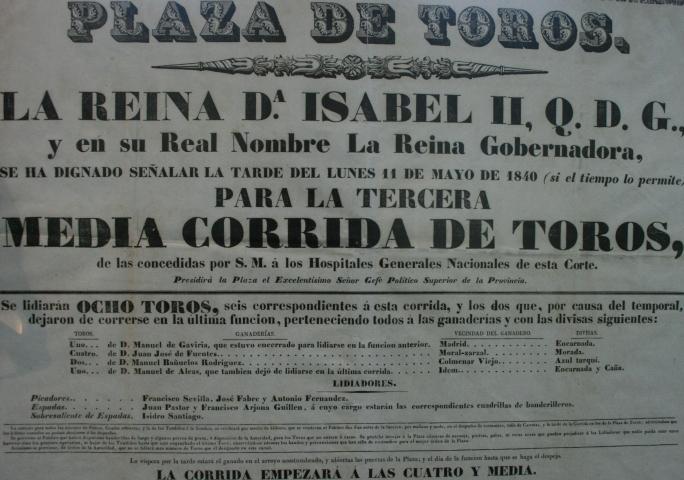 PLAZA DE TOROS.
LA REINA D.ᴬ ISABEL II, Q. D. G.,
y en su Real Nombre La Reina Gobernadora,
SE HA DIGNADO SEÑALAR LA TARDE DEL LUNES 11 DE MAYO DE 1840 (si el tiempo lo permite)
PARA LA TERCERA
MEDIA CORRIDA DE TOROS,
de las concedidas por S. M. á los Hospitales Generales Nacionales de esta Corte.
Presidirá la Plaza el Excelentísimo Señor Gefe Político Superior de la Provincia.
Se lidiarán OCHO TOROS, seis correspondientes á esta corrida, y los dos que, por causa del temporal,
dejaron de correrse en la última funcion, perteneciendo todos á las ganaderías y con las divisas siguientes:
TOROS. GANADERÍAS. VECINDAD DEL GANADERO. DIVISAS.
Uno... de D. Manuel de Gaviria, que estuvo encerrado para lidiarse en la funcion anterior. Madrid. Encarnada.
Cuatro. de D. Juan José de Fuentes. Moral-zarzal. Morada.
Dos... de D. Manuel Bañuelos Rodriguez. Colmenar Viejo. Azul turquí.
Uno... de D. Manuel de Aleas, que tambien dejó de lidiarse en la última corrida. Idem. Encarnada y Caña.
LIDIADORES.
Picadores. Francisco Sevilla, José Fabre y Antonio Fernandez.
Espadas. Juan Pastor y Francisco Arjona Guillen, á cuyo cargo estarán las correspondientes cuadrillas de banderilleros.
Sobresaliente de Espadas. Isidro Santiago.
La víspera por la tarde estará el ganado en el arroyo acostumbrado, y abiertas las puertas de la Plaza; y el dia de la funcion hasta que se haga el despejo.
LA CORRIDA EMPEZARÁ Á LAS CUATRO Y MEDIA.